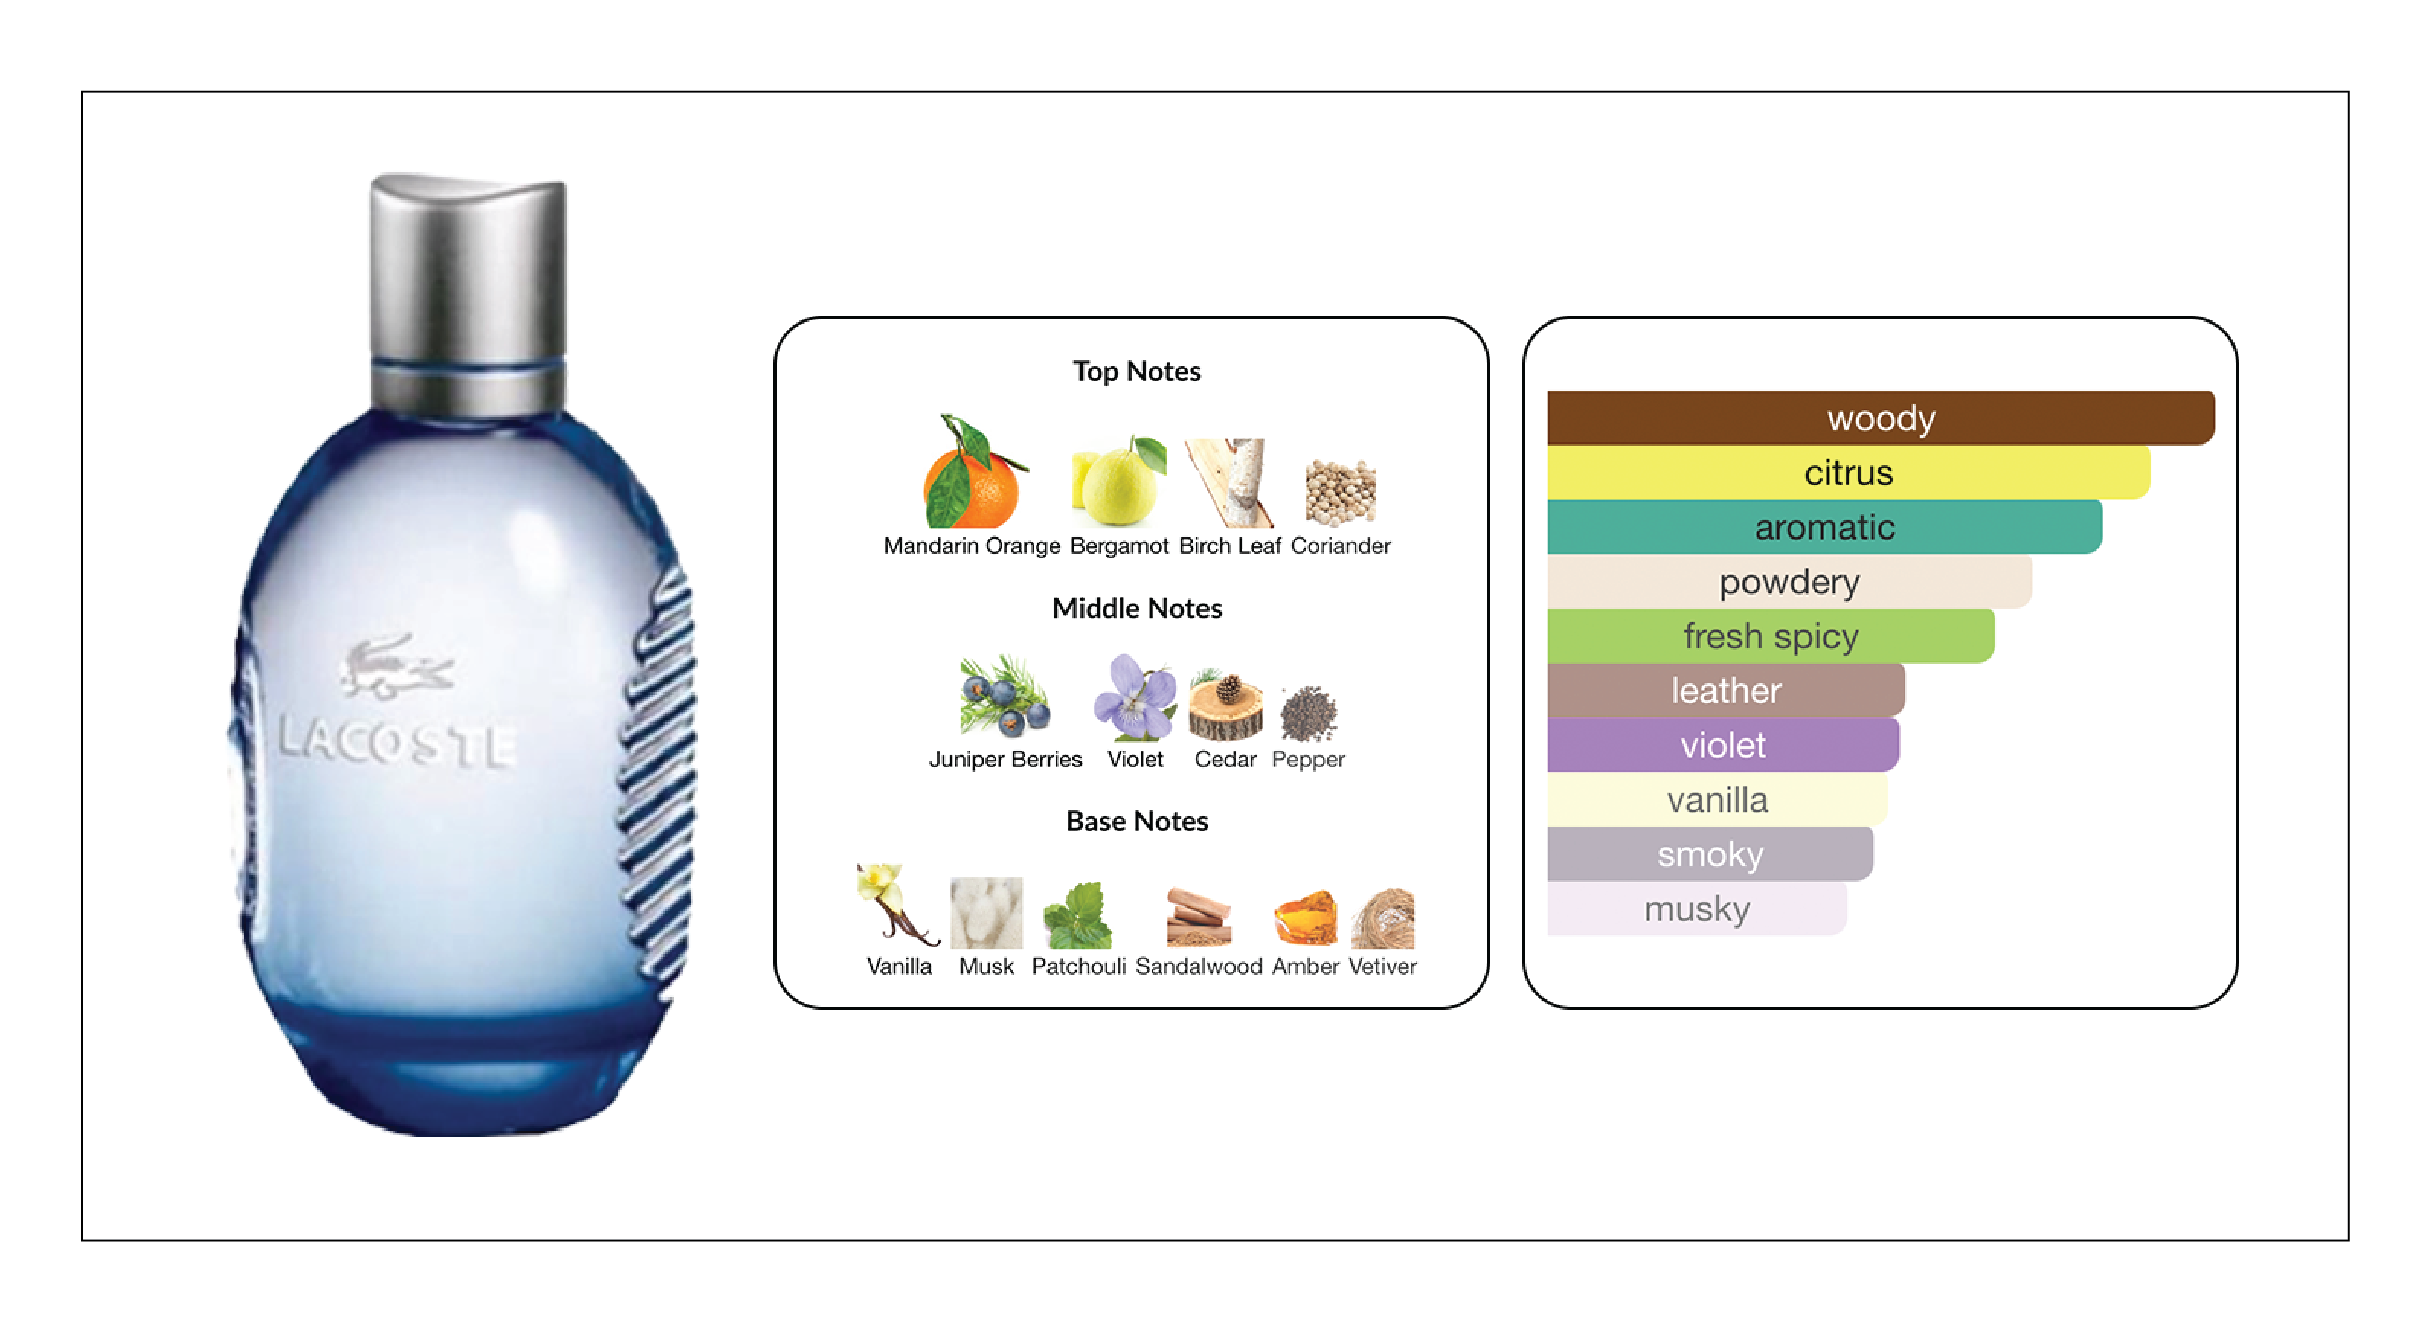 LACOSTE
Top Notes
Mandarin Orange Bergamot Birch Leaf Coriander
Middle Notes
Juniper Berries Violet Cedar Pepper
Base Notes
Vanilla Musk Patchouli Sandalwood Amber Vetiver
woody
citrus
aromatic
powdery
fresh spicy
leather
violet
vanilla
smoky
musky